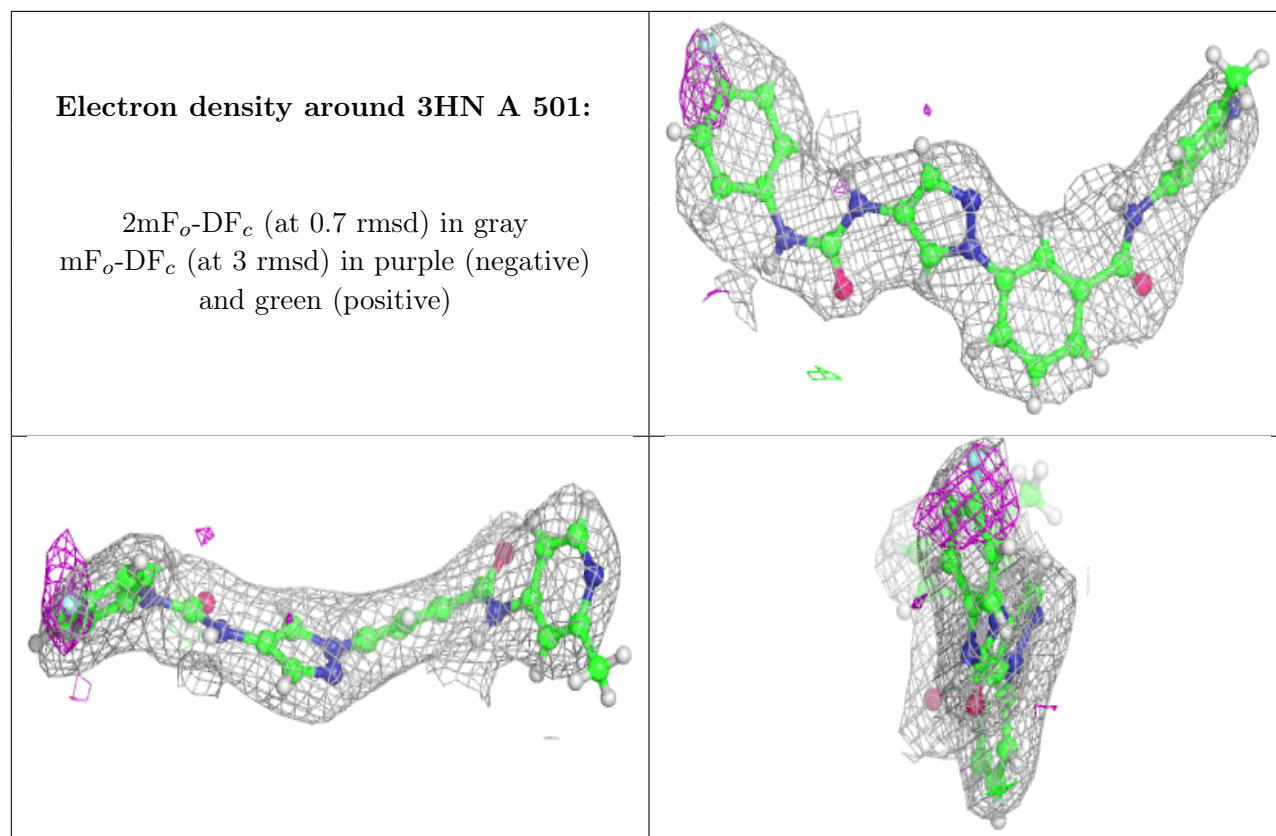 Electron density around 3HN A 501:
2mFo-DFc (at 0.7 rmsd) in gray
mFo-DFc (at 3 rmsd) in purple (negative)
and green (positive)